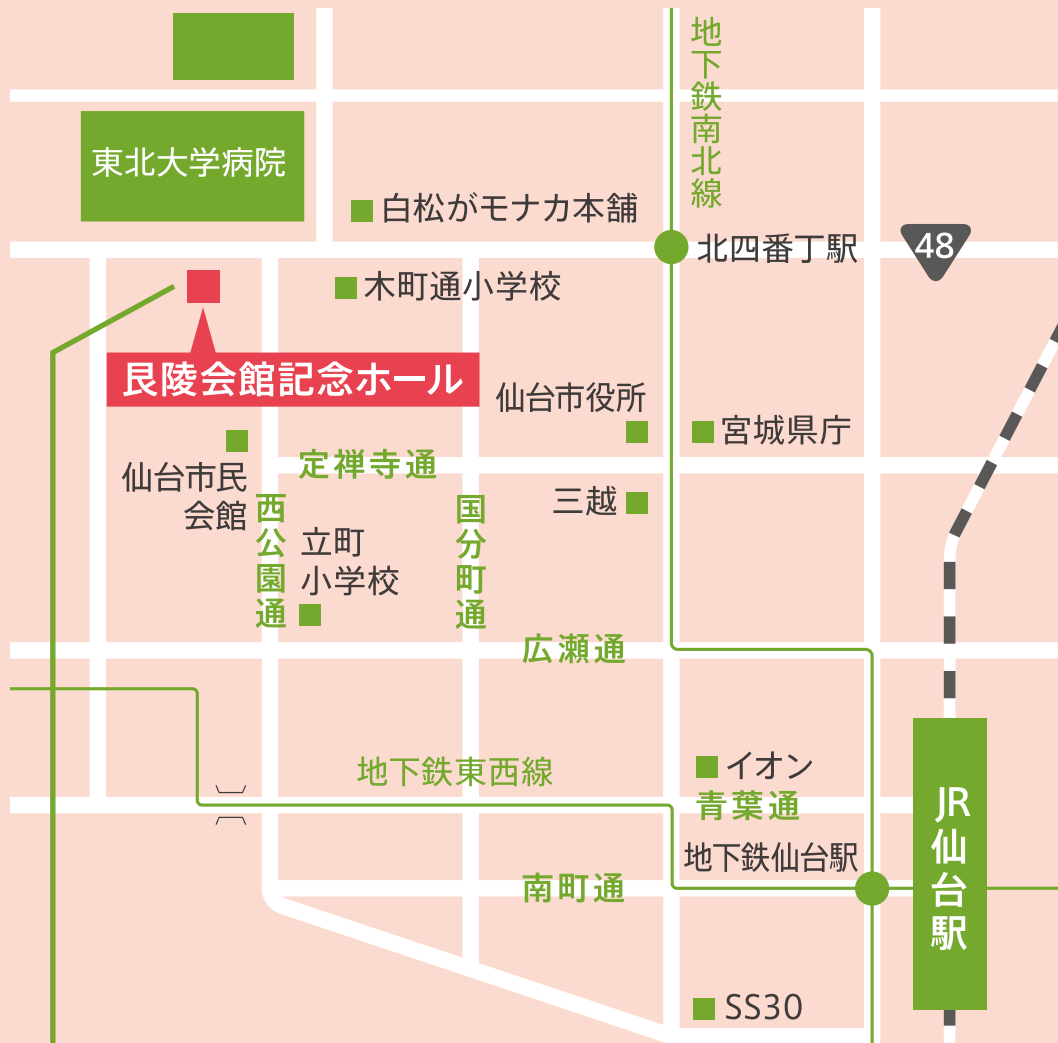 地下鉄南北線
東北大学病院
白松がモナカ本舗
北四番丁駅
48
木町通小学校
艮陵会館記念ホール
仙台市役所
宮城県庁
定禅寺通
仙台市民
会館
西公園通
国分町通
三越
立町
小学校
広瀬通
地下鉄東西線
イオン
青葉通
JR仙台駅
地下鉄仙台駅
南町通
SS30